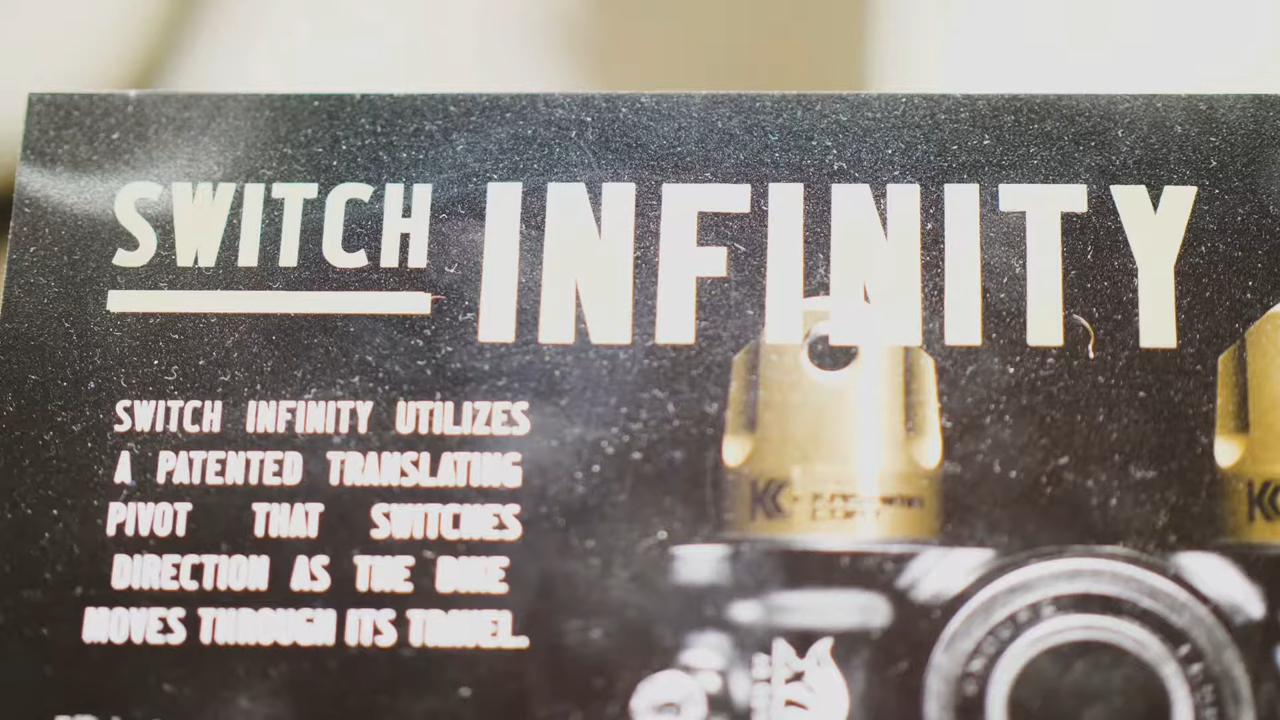 SWITCH INFINITY
SWITCH INFINITY UTILIZES
A PATENTED TRANSLATING
PIVOT THAT SWITCHES
DIRECTION AS THE BIKE
MOVES THROUGH ITS TRAVEL.